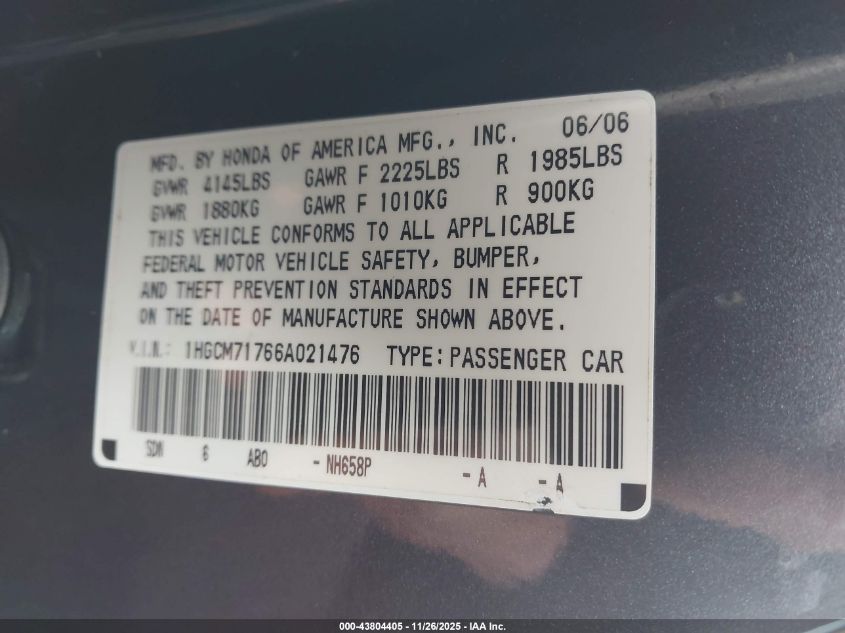 MFD. BY HONDA OF AMERICA MFG., INC. 06/06
GVWR 4145LBS GAWR F 2225LBS R 1985LBS
GVWR 1880KG GAWR F 1010KG R 900KG
THIS VEHICLE CONFORMS TO ALL APPLICABLE
FEDERAL MOTOR VEHICLE SAFETY, BUMPER,
AND THEFT PREVENTION STANDARDS IN EFFECT
ON THE DATE OF MANUFACTURE SHOWN ABOVE.
V.I.N.: 1HGCM71766A021476 TYPE: PASSENGER CAR
SDN 6 ABO - NH658P - A - A
000-43804405 - 11/26/2025 - IAA Inc.